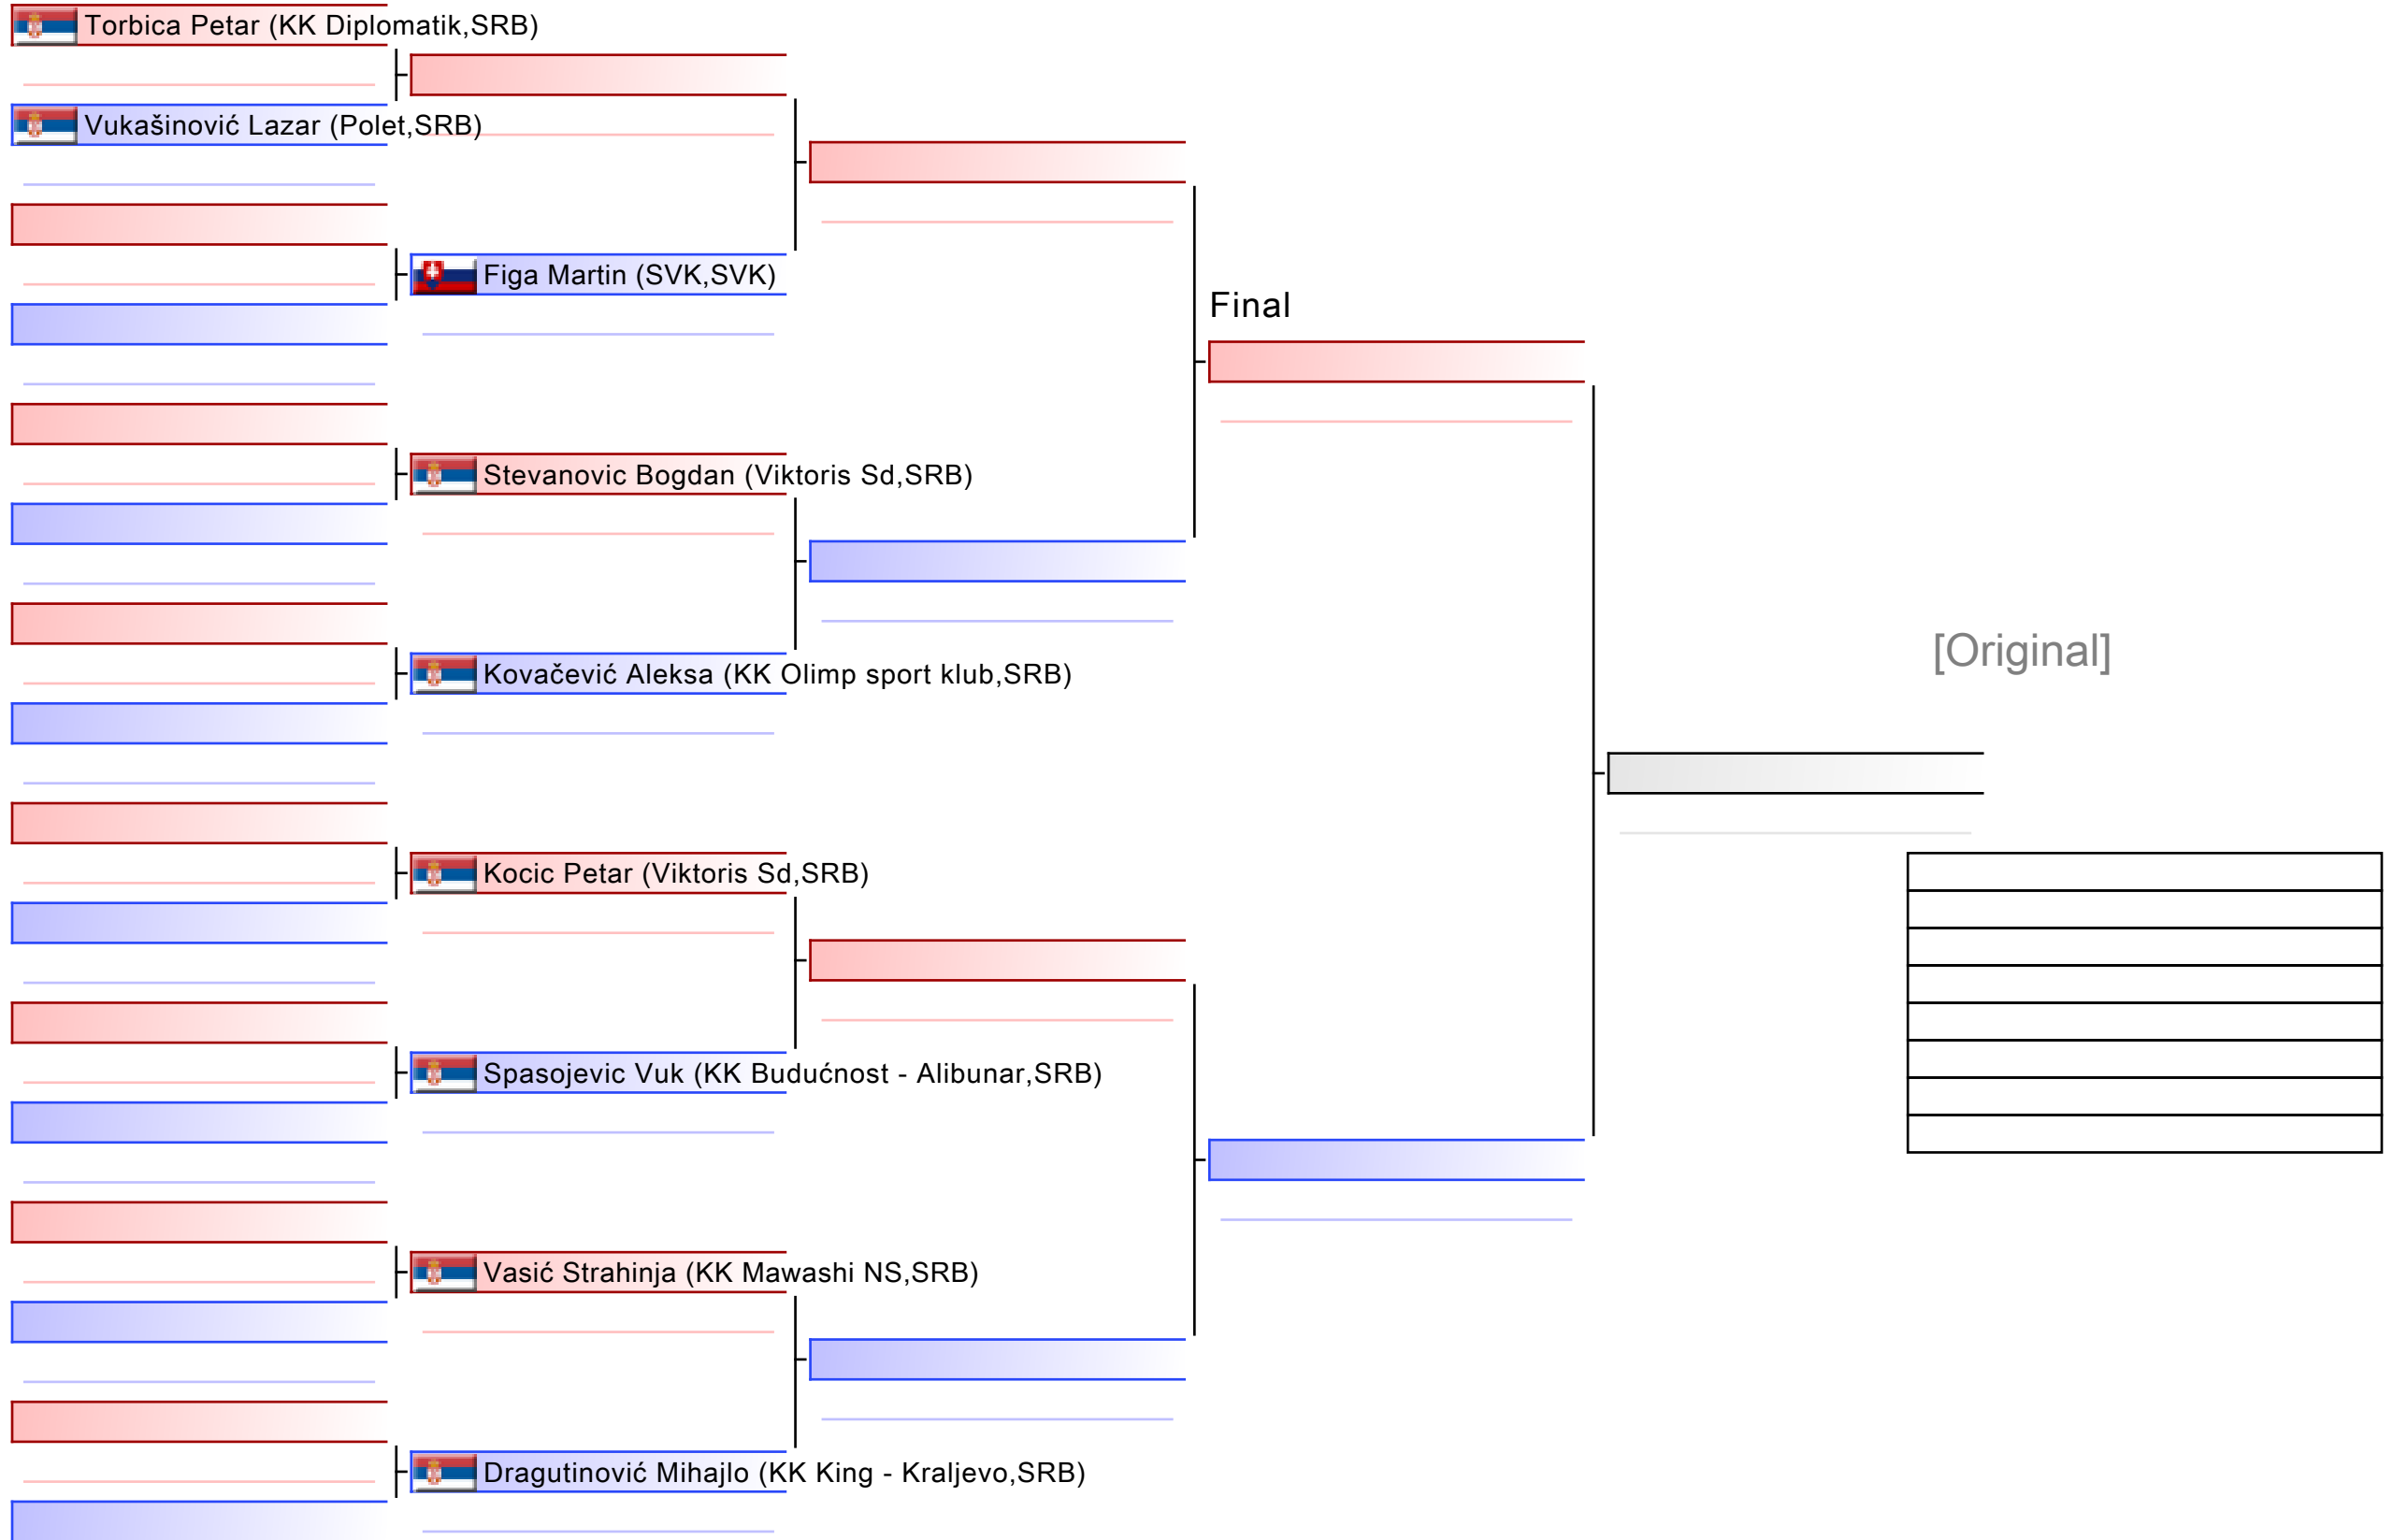 Torbica Petar (KK Diplomatik,SRB)
Vukašinović Lazar (Polet,SRB)
Figa Martin (SVK,SVK)
Final
Stevanovic Bogdan (Viktoris Sd,SRB)
[Original]
Kovačević Aleksa (KK Olimp sport klub,SRB)
Kocic Petar (Viktoris Sd,SRB)
Spasojevic Vuk (KK Budućnost - Alibunar,SRB)
Vasić Strahinja (KK Mawashi NS,SRB)
Dragutinović Mihajlo (KK King - Kraljevo,SRB)